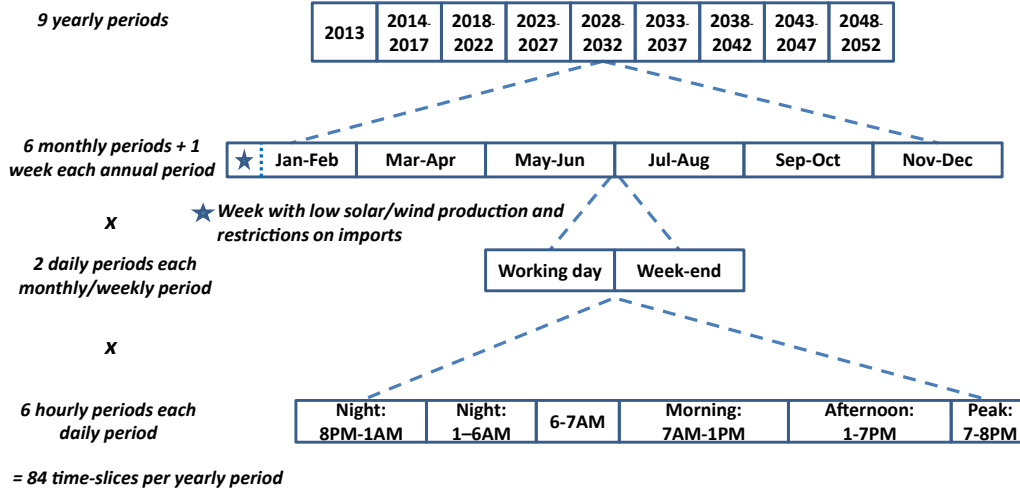 9 yearly periods
2013
2014-
2017
2018-
2022
2023-
2027
2028-
2032
2033-
2037
2038-
2042
2043-
2047
2048-
2052
6 monthly periods + 1
week each annual period
Jan-Feb
Mar-Apr
May-Jun
Jul-Aug
Sep-Oct
Nov-Dec
x
Week with low solar/wind production and
restrictions on imports
2 daily periods each
monthly/weekly period
Working day
Week-end
x
6 hourly periods each
daily period
Night:
8PM-1AM
Night:
1–6AM
6-7AM
Morning:
7AM-1PM
Afternoon:
1-7PM
Peak:
7-8PM
= 84 time-slices per yearly period